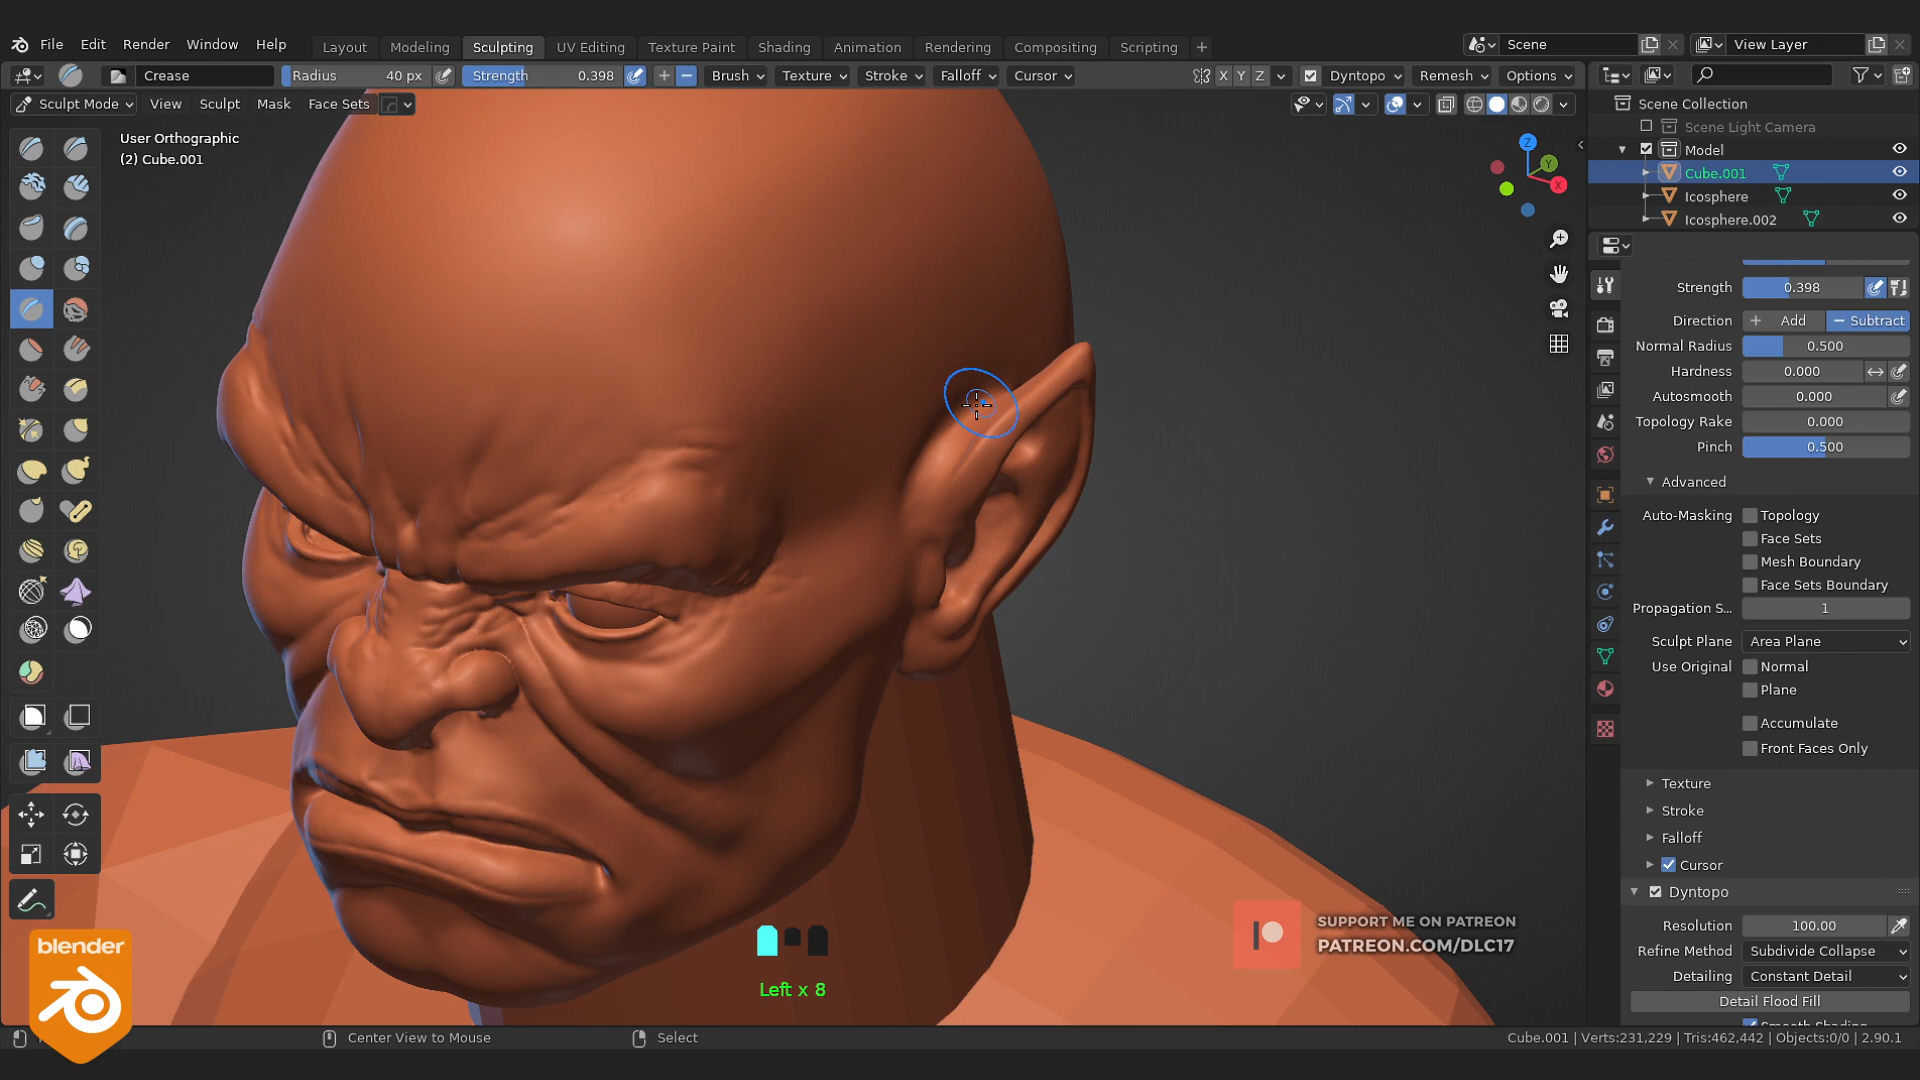 File Edit Render Window Help Layout Modeling Sculpting UV Editing Texture Paint Shading Animation Rendering Compositing Scripting + Scene View Layer
Crease Radius 40 px Strength 0.398 Brush Texture Stroke Falloff Cursor X Y Z Dyntopo Remesh Options
Sculpt Mode View Sculpt Mask Face Sets
User Orthographic
(2) Cube.001
Z
Y
X
Scene Collection
Scene Light Camera
Model
Cube.001
Icosphere
Icosphere.002
Strength 0.398
Direction + Add − Subtract
Normal Radius 0.500
Hardness 0.000
Autosmooth 0.000
Topology Rake 0.000
Pinch 0.500
Advanced
Auto-Masking Topology
Face Sets
Mesh Boundary
Face Sets Boundary
Propagation S... 1
Sculpt Plane Area Plane
Use Original Normal
Plane
Accumulate
Front Faces Only
Texture
Stroke
Falloff
Cursor
Dyntopo
Resolution 100.00
Refine Method Subdivide Collapse
Detailing Constant Detail
Detail Flood Fill
Smooth Shading
SUPPORT ME ON PATREON
PATREON.COM/DLC17
Left x 8
blender
Center View to Mouse Select Cube.001 | Verts:231,229 | Tris:462,442 | Objects:0/0 | 2.90.1